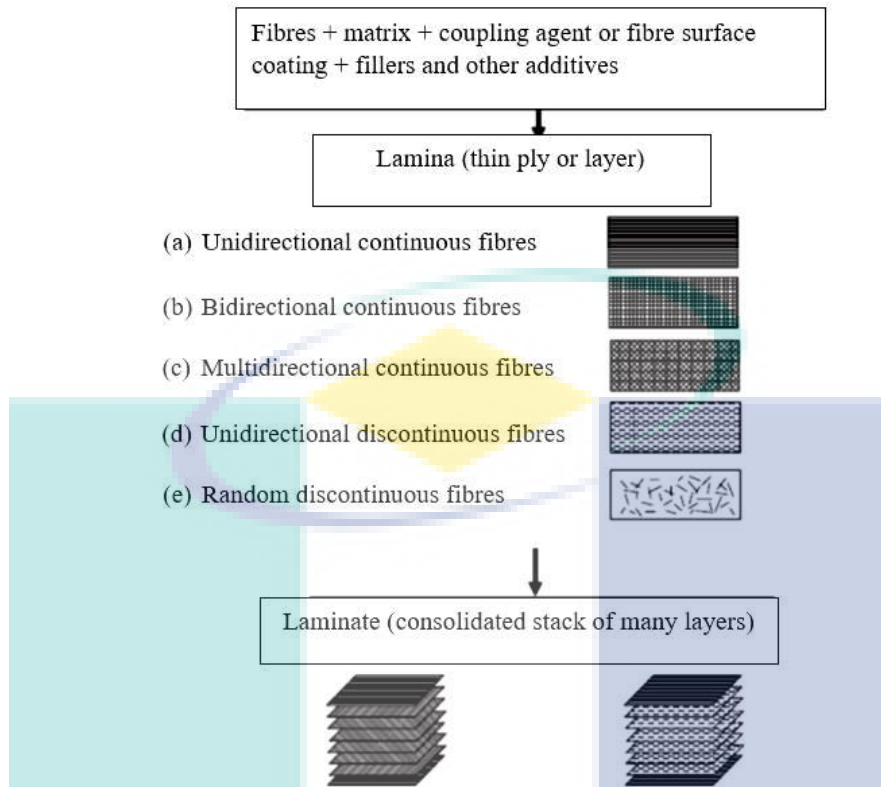 Fibres + matrix + coupling agent or fibre surface
coating + fillers and other additives
Lamina (thin ply or layer)
(a) Unidirectional continuous fibres
(b) Bidirectional continuous fibres
(c) Multidirectional continuous fibres
(d) Unidirectional discontinuous fibres
(e) Random discontinuous fibres
Laminate (consolidated stack of many layers)